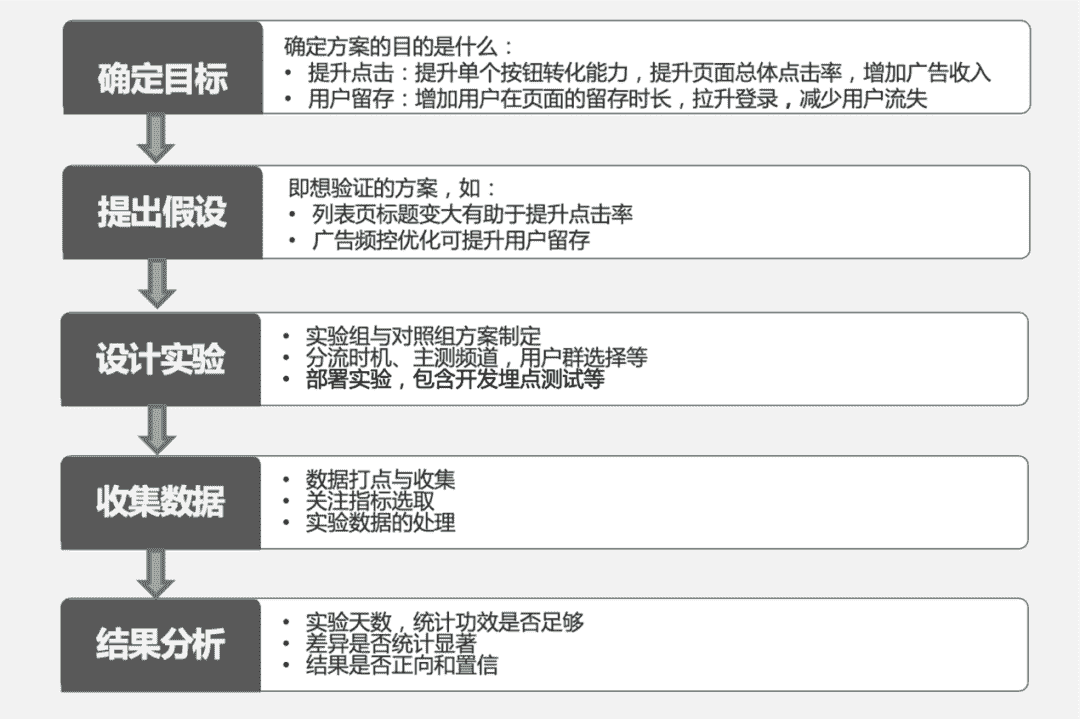 确定目标
确定方案的目的是什么：
• 提升点击：提升单个按钮转化能力，提升页面总体点击率，增加广告收入
• 用户留存：增加用户在页面的留存时长，拉升登录，减少用户流失
提出假设
即想验证的方案，如：
• 列表页标题变大有助于提升点击率
• 广告频控优化可提升用户留存
设计实验
• 实验组与对照组方案制定
• 分流时机、主测频道，用户群选择等
• 部署实验，包含开发埋点测试等
收集数据
• 数据打点与收集
• 关注指标选取
• 实验数据的处理
结果分析
• 实验天数，统计功效是否足够
• 差异是否统计显著
• 结果是否正向和置信